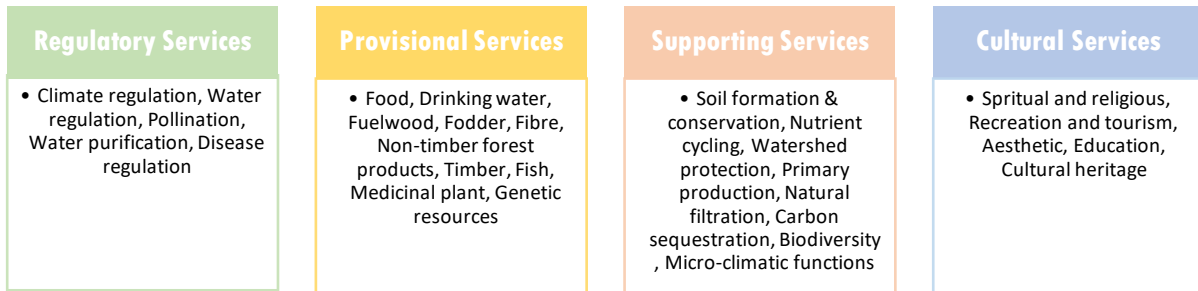 Regulatory Services
• Climate regulation, Water
regulation, Pollination,
Water purification, Disease
regulation
Provisional Services
• Food, Drinking water,
Fuelwood, Fodder, Fibre,
Non-timber forest
products, Timber, Fish,
Medicinal plant, Genetic
resources
Supporting Services
• Soil formation &
conservation, Nutrient
cycling, Watershed
protection, Primary
production, Natural
filtration, Carbon
sequestration, Biodiversity
, Micro-climatic functions
Cultural Services
• Spritual and religious,
Recreation and tourism,
Aesthetic, Education,
Cultural heritage